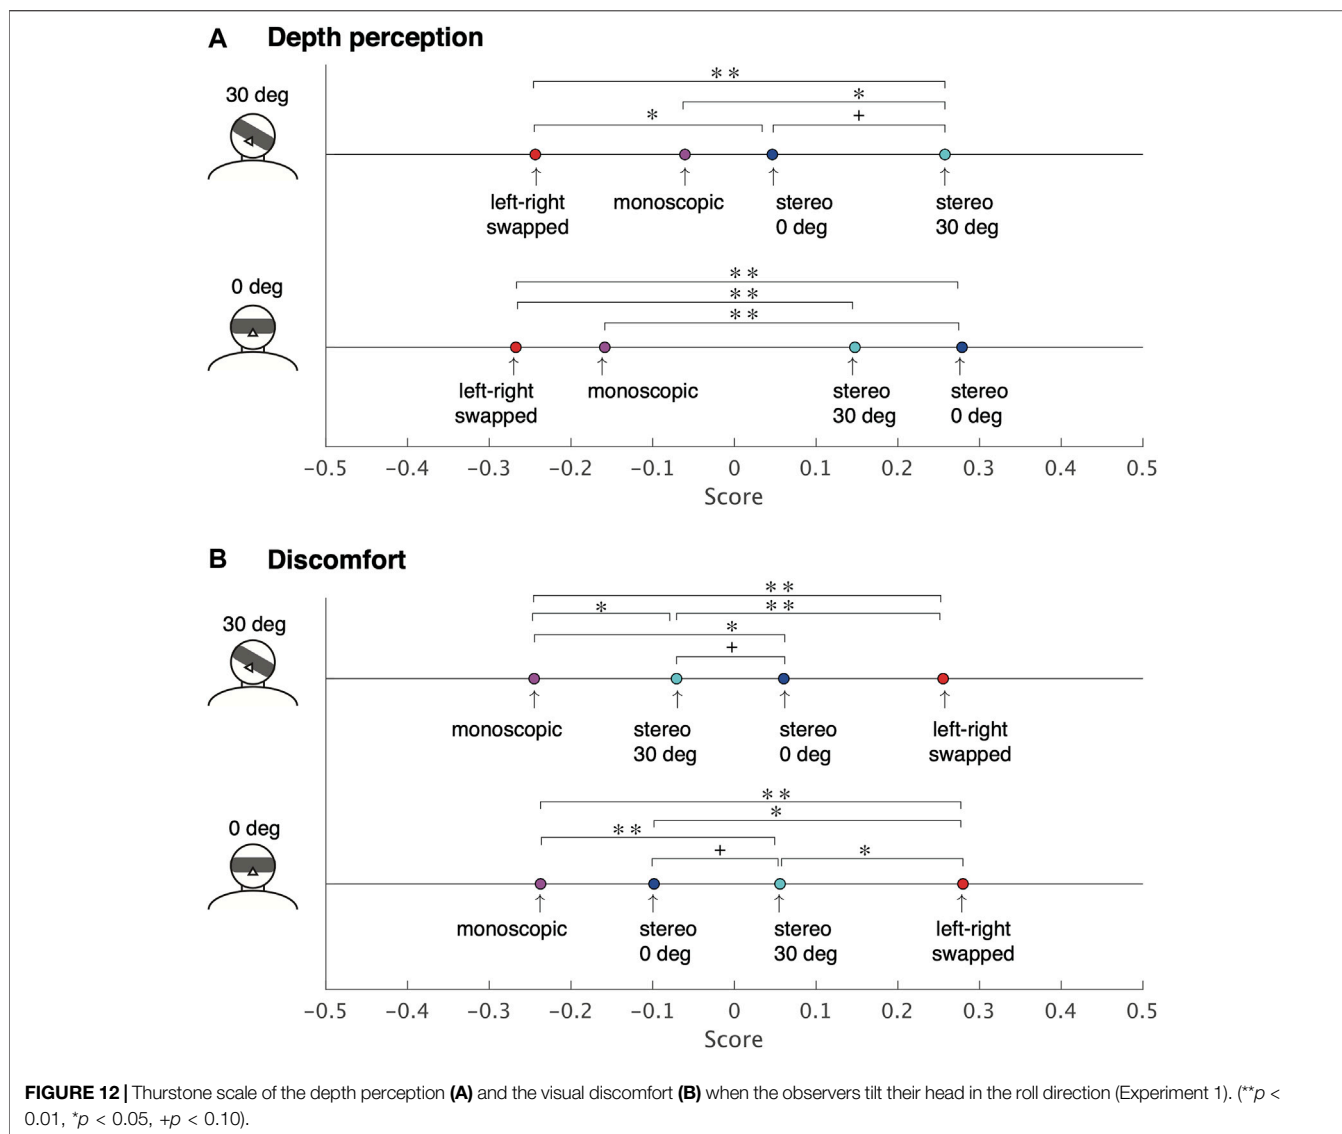 A Depth perception
30 deg
**
*
* +
left-right swapped
monoscopic
stereo 0 deg
stereo 30 deg
0 deg
**
**
**
left-right swapped
monoscopic
stereo 30 deg
stereo 0 deg
−0.5 −0.4 −0.3 −0.2 −0.1 0 0.1 0.2 0.3 0.4 0.5
Score
B Discomfort
30 deg
**
* **
*
+
monoscopic
stereo 30 deg
stereo 0 deg
left-right swapped
0 deg
**
*
**
+ *
monoscopic
stereo 0 deg
stereo 30 deg
left-right swapped
−0.5 −0.4 −0.3 −0.2 −0.1 0 0.1 0.2 0.3 0.4 0.5
Score
FIGURE 12 | Thurstone scale of the depth perception (A) and the visual discomfort (B) when the observers tilt their head in the roll direction (Experiment 1). (**p <
0.01, *p < 0.05, +p < 0.10).